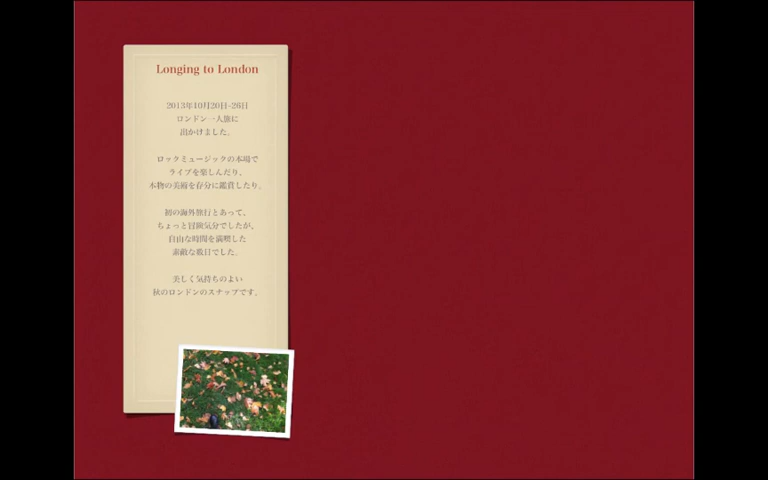 Longing to London
2013年10月20日-26日
ロンドン一人旅に
出かけました。
ロックミュージックの本場で
ライブを楽しんだり、
本物の美術を存分に鑑賞したり。
初の海外旅行とあって、
ちょっと冒険気分でしたが、
自由な時間を満喫した
素敵な数日でした。
美しく気持ちのよい
秋のロンドンのスナップです。